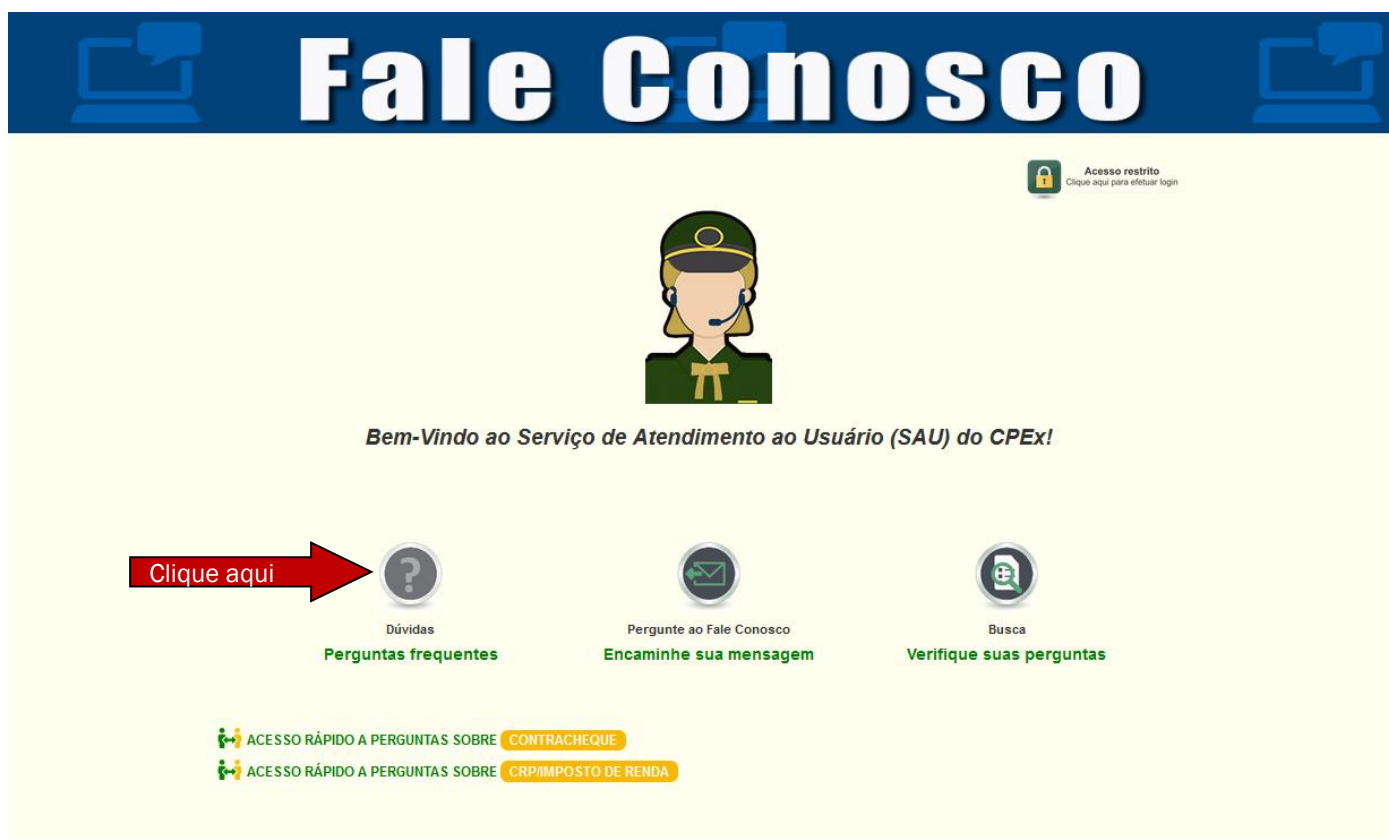 Fale Conosco
Acesso restrito
Clique aqui para efetuar login
Bem-Vindo ao Serviço de Atendimento ao Usuário (SAU) do CPEx!
Clique aqui
?
Dúvidas
Perguntas frequentes
Pergunte ao Fale Conosco
Encaminhe sua mensagem
Busca
Verifique suas perguntas
ACESSO RÁPIDO A PERGUNTAS SOBRE CONTRACHEQUE
ACESSO RÁPIDO A PERGUNTAS SOBRE CRP/IMPOSTO DE RENDA